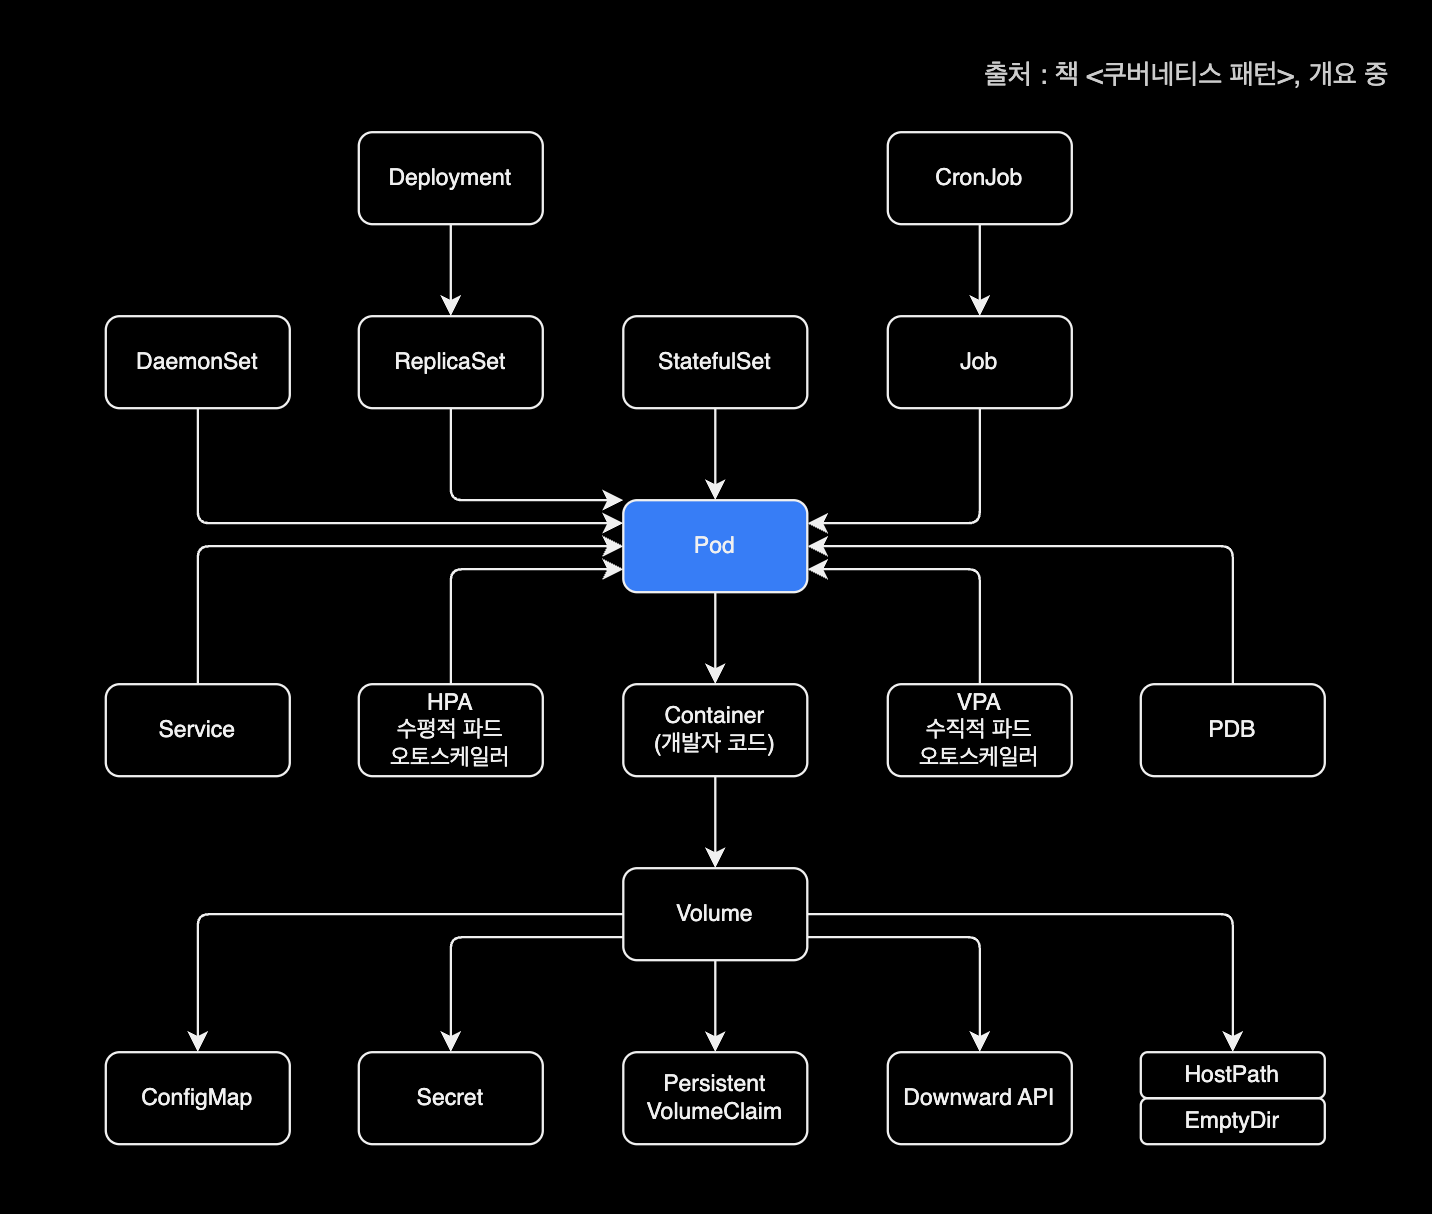 출처 : 책 <쿠버네티스 패턴>, 개요 중
Deployment
CronJob
DaemonSet
ReplicaSet
StatefulSet
Job
Pod
Service
HPA
수평적 파드
오토스케일러
Container
(개발자 코드)
VPA
수직적 파드
오토스케일러
PDB
Volume
ConfigMap
Secret
Persistent
VolumeClaim
Downward API
HostPath
EmptyDir